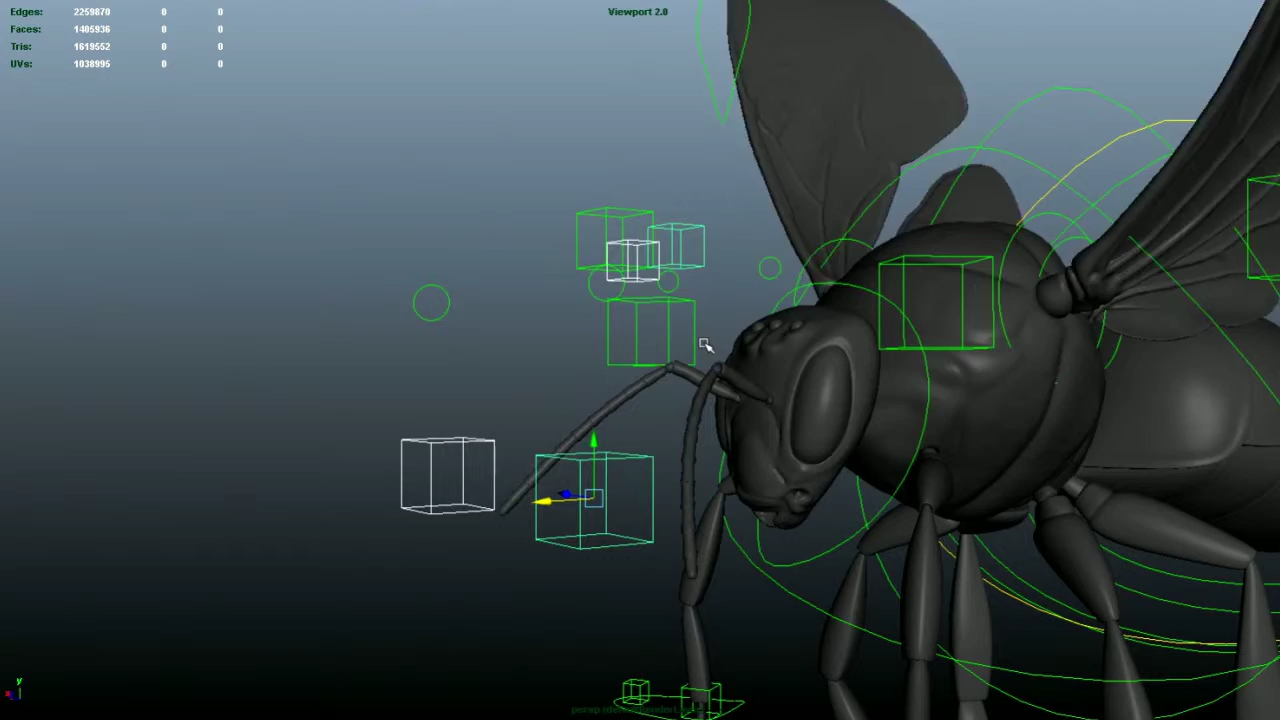 Edges: 2259870 0 0
Viewport 2.0
Faces: 1405936 0 0
Tris: 1619552 0 0
UVs: 1038995 0 0
y
x
persp